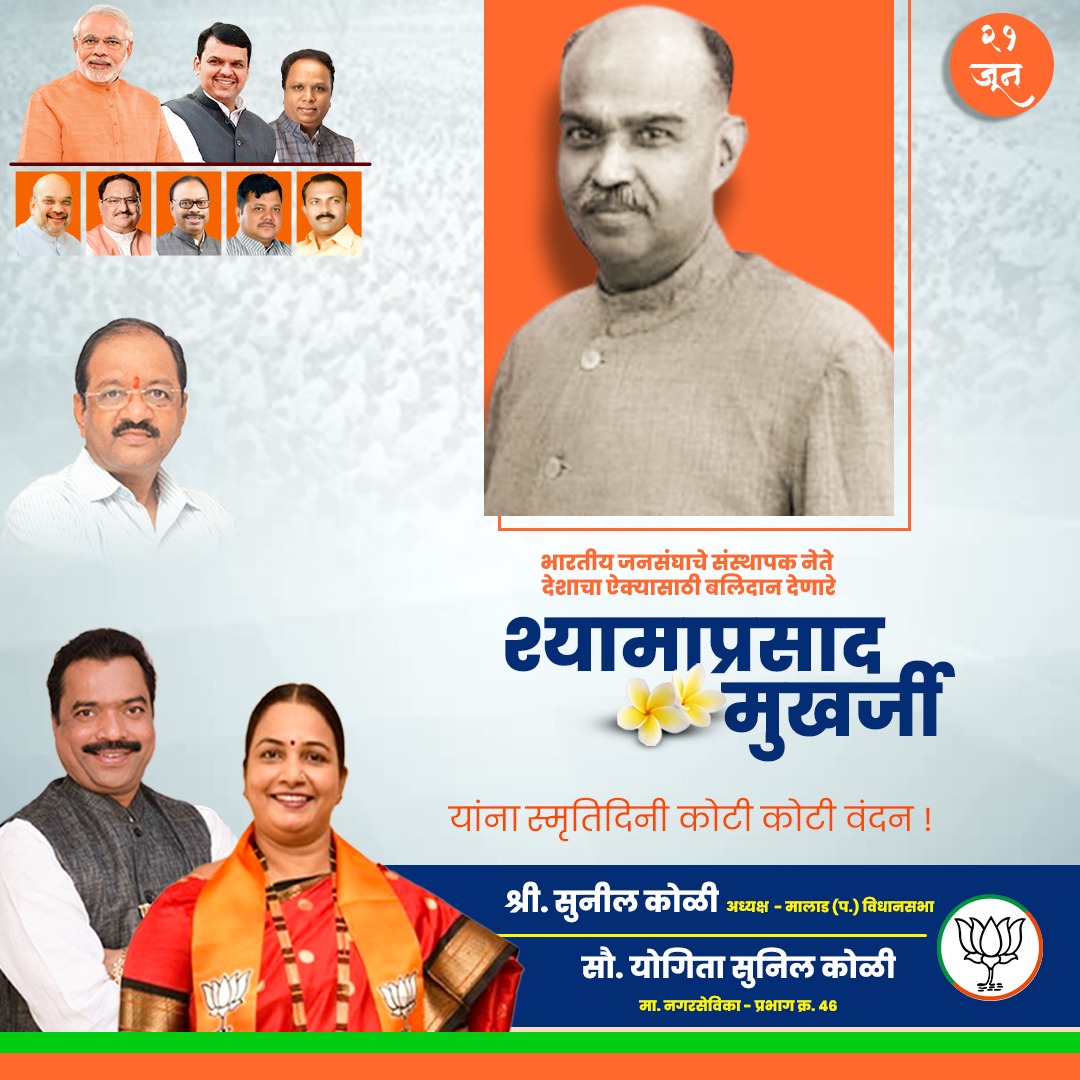 २१
जून
भारतीय जनसंघाचे संस्थापक नेते
देशाचा ऐक्यासाठी बलिदान देणारे
श्यामाप्रसाद
मुखर्जी
यांना स्मृतिदिनी कोटी कोटी वंदन !
श्री. सुनील कोळी अध्यक्ष - मालाड (प.) विधानसभा
सौ. योगिता सुनिल कोळी
मा. नगरसेविका - प्रभाग क्र. 46